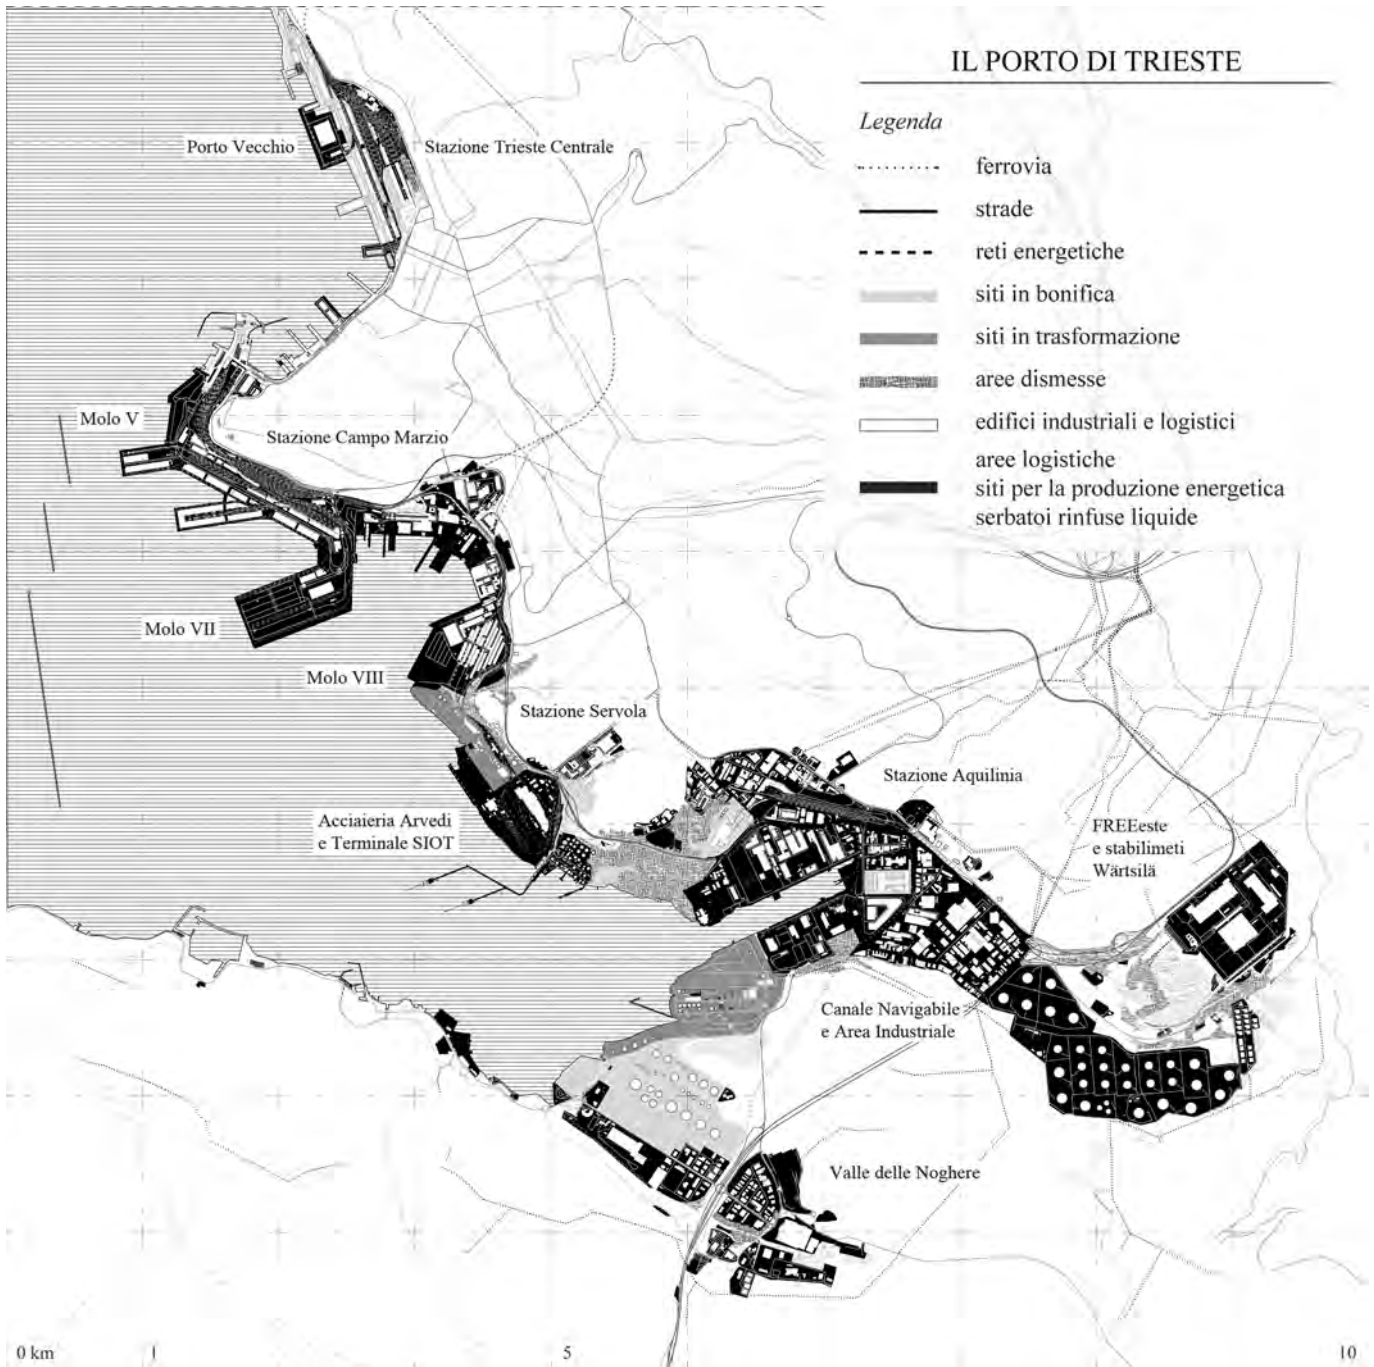 IL PORTO DI TRIESTE
Legenda
ferrovia
strade
reti energetiche
siti in bonifica
siti in trasformazione
aree dismesse
edifici industriali e logistici
aree logistiche
siti per la produzione energetica
serbatoi rinfuse liquide
Porto Vecchio
Stazione Trieste Centrale
Molo V
Stazione Campo Marzio
Molo VII
Molo VIII
Stazione Servola
Stazione Aquilinia
Acciaieria Arvedi
e Terminale SIOT
FREEeste
e stabilimeti
Wärtsilä
Canale Navigabile
e Area Industriale
Valle delle Noghere
0 km
1
5
10